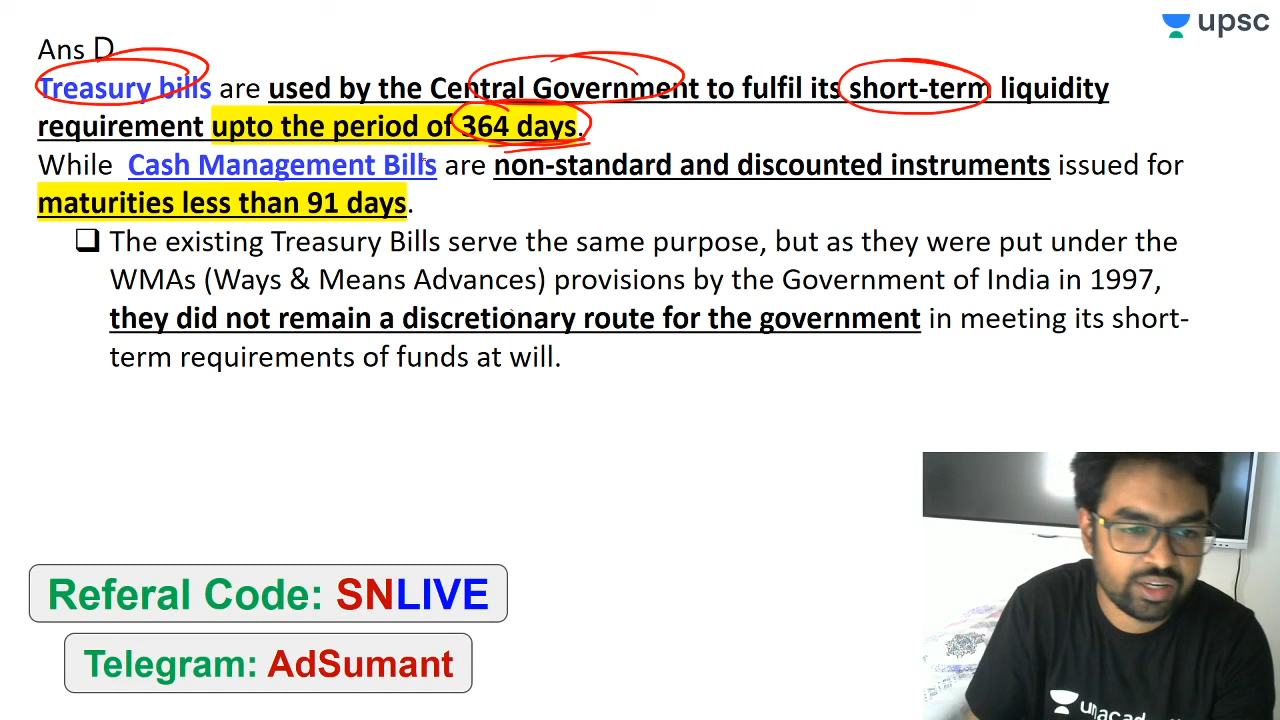 upsc
Ans D
Treasury bills are used by the Central Government to fulfil its short-term liquidity
requirement upto the period of 364 days.
While Cash Management Bills are non-standard and discounted instruments issued for
maturities less than 91 days.
❑ The existing Treasury Bills serve the same purpose, but as they were put under the
WMAs (Ways & Means Advances) provisions by the Government of India in 1997,
they did not remain a discretionary route for the government in meeting its short-
term requirements of funds at will.
Referal Code: SNLIVE
Telegram: AdSumant